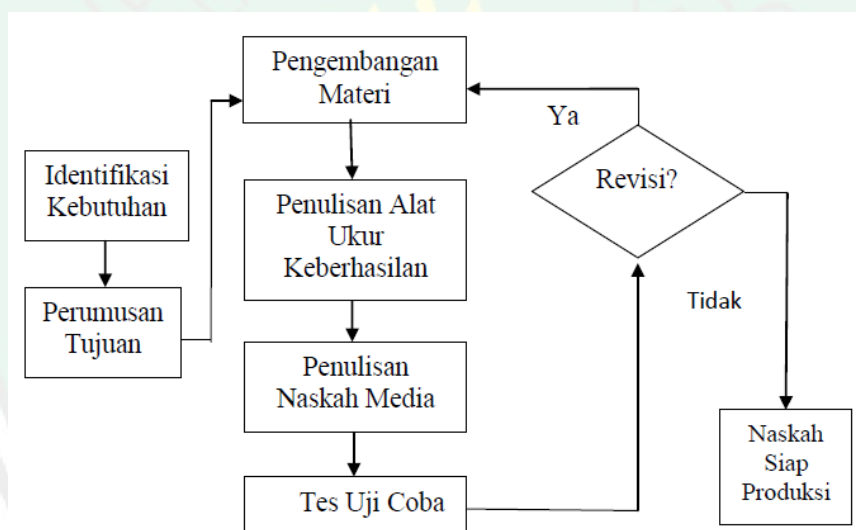 Identifikasi
Kebutuhan
Perumusan
Tujuan
Pengembangan
Materi
Penulisan Alat
Ukur
Keberhasilan
Penulisan
Naskah Media
Tes Uji Coba
Revisi?
Ya
Tidak
Naskah
Siap
Produksi